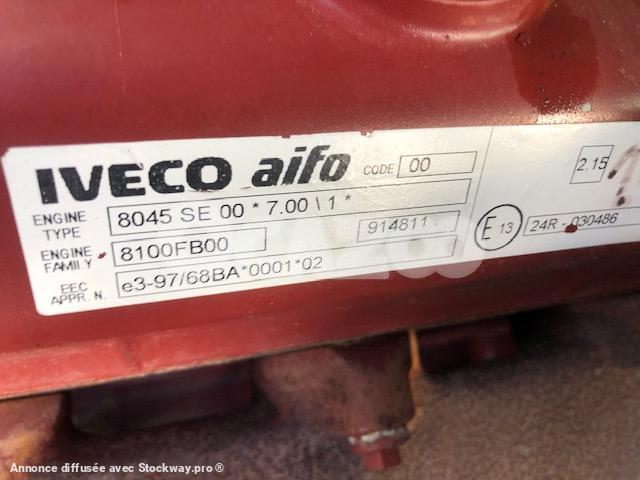 IVECO aifo CODE 00
ENGINE TYPE 8045 SE 00 * 7.00 \ 1 *
ENGINE FAMILY 8100FB00 914811
EEC APPR. N. e3-97/68BA*0001*02
2.15
E 13 24R - 030486
Annonce diffusée avec Stockway.pro®